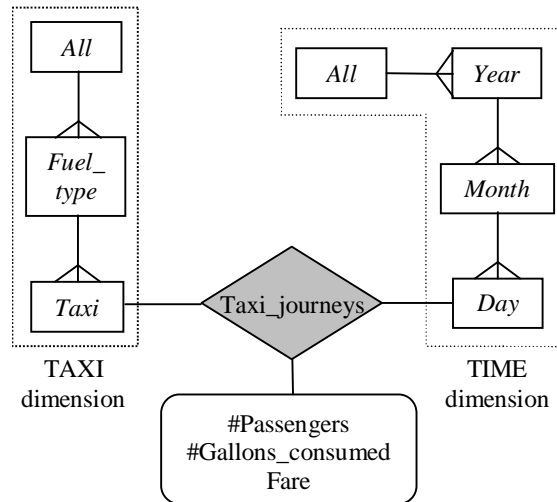 All
Fuel_
type
Taxi
TAXI
dimension
All
Year
Month
Day
TIME
dimension
Taxi_journeys
#Passengers
#Gallons_consumed
Fare